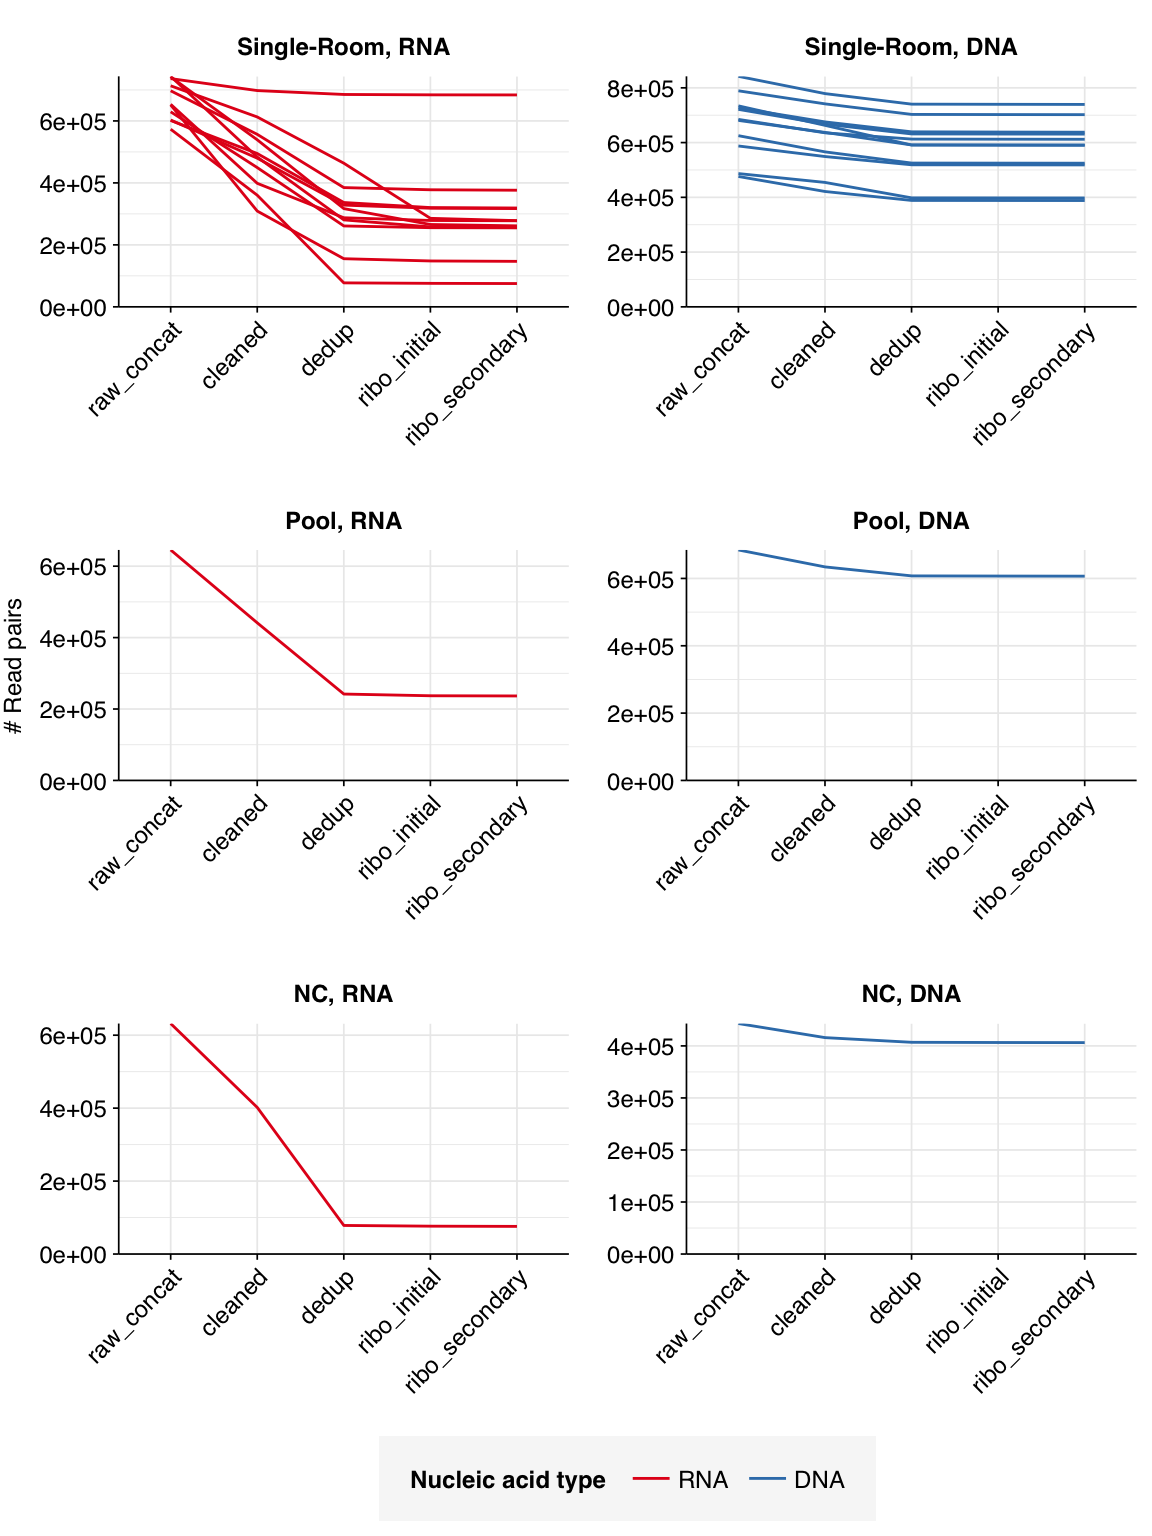 Single-Room, RNA
Single-Room, DNA
6e+05
4e+05
2e+05
0e+00
8e+05
6e+05
4e+05
2e+05
0e+00
raw_concat
cleaned
dedup
ribo_initial
ribo_secondary
raw_concat
cleaned
dedup
ribo_initial
ribo_secondary
# Read pairs
Pool, RNA
Pool, DNA
6e+05
4e+05
2e+05
0e+00
6e+05
4e+05
2e+05
0e+00
raw_concat
cleaned
dedup
ribo_initial
ribo_secondary
raw_concat
cleaned
dedup
ribo_initial
ribo_secondary
NC, RNA
NC, DNA
6e+05
4e+05
2e+05
0e+00
4e+05
3e+05
2e+05
1e+05
0e+00
raw_concat
cleaned
dedup
ribo_initial
ribo_secondary
raw_concat
cleaned
dedup
ribo_initial
ribo_secondary
Nucleic acid type RNA DNA